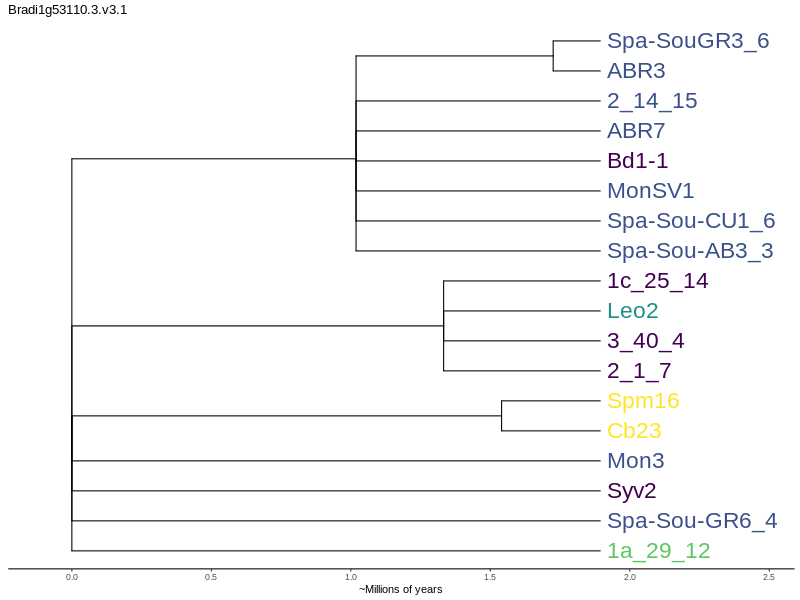 Bradi1g53110.3.v3.1
Spa-SouGR3_6
ABR3
2_14_15
ABR7
Bd1-1
MonSV1
Spa-Sou-CU1_6
Spa-Sou-AB3_3
1c_25_14
Leo2
3_40_4
2_1_7
Spm16
Cb23
Mon3
Syv2
Spa-Sou-GR6_4
1a_29_12
0.0 0.5 1.0 1.5 2.0 2.5
~Millions of years